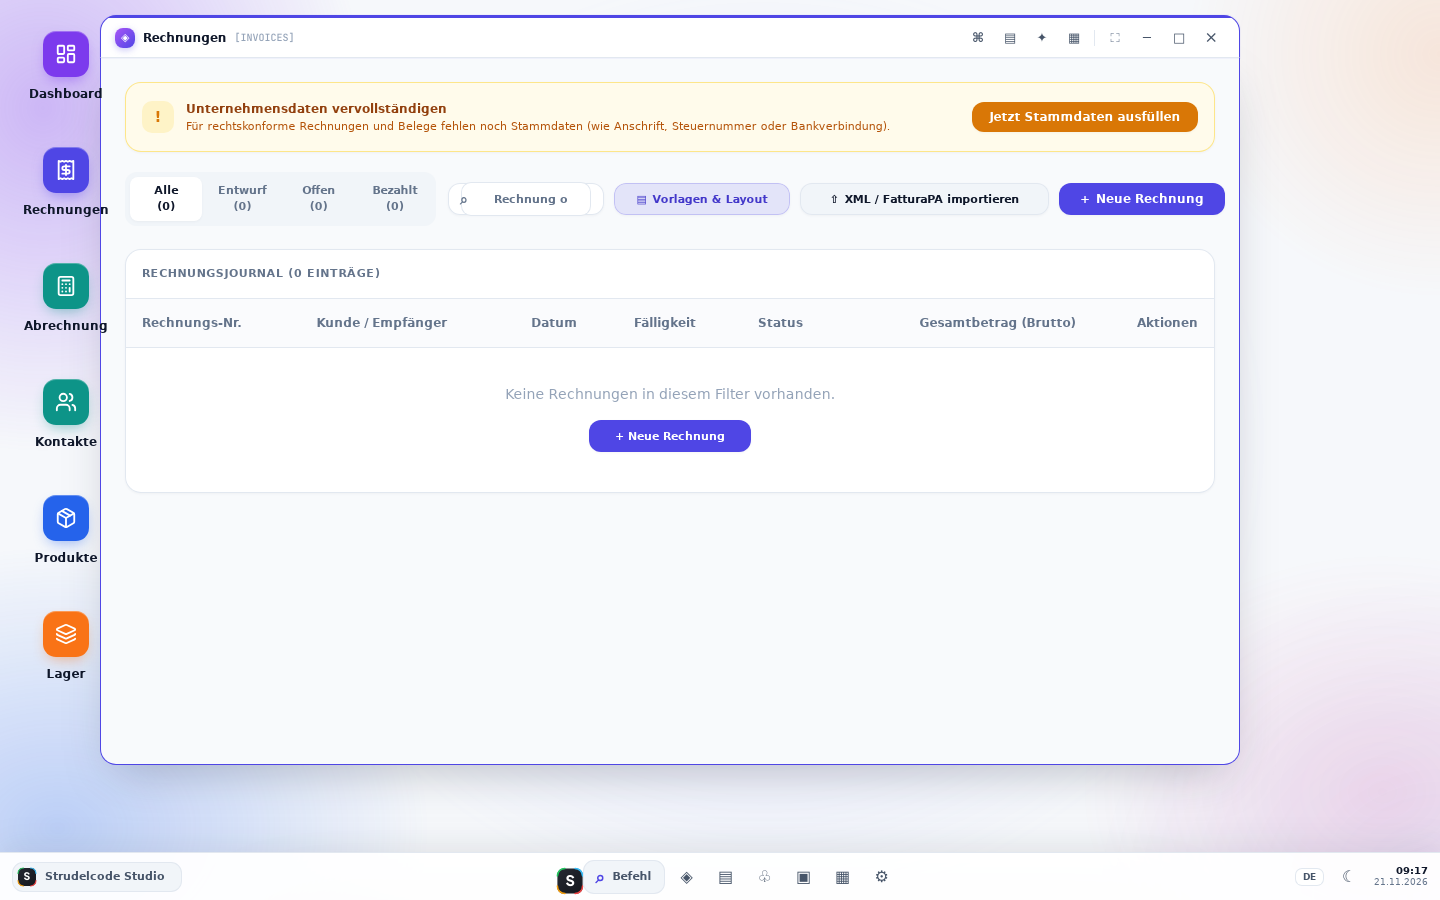 Dashboard
Rechnungen
Abrechnung
Kontakte
Produkte
Lager
Rechnungen [INVOICES]
!
Unternehmensdaten vervollständigen
Für rechtskonforme Rechnungen und Belege fehlen noch Stammdaten (wie Anschrift, Steuernummer oder Bankverbindung).
Jetzt Stammdaten ausfüllen
Alle (0)
Entwurf (0)
Offen (0)
Bezahlt (0)
Rechnung o
Vorlagen & Layout
⇧ XML / FatturaPA importieren
+ Neue Rechnung
RECHNUNGSJOURNAL (0 EINTRÄGE)
Rechnungs-Nr. Kunde / Empfänger Datum Fälligkeit Status Gesamtbetrag (Brutto) Aktionen
Keine Rechnungen in diesem Filter vorhanden.
+ Neue Rechnung
S Strudelcode Studio
S
Befehl
DE
09:17
21.11.2026